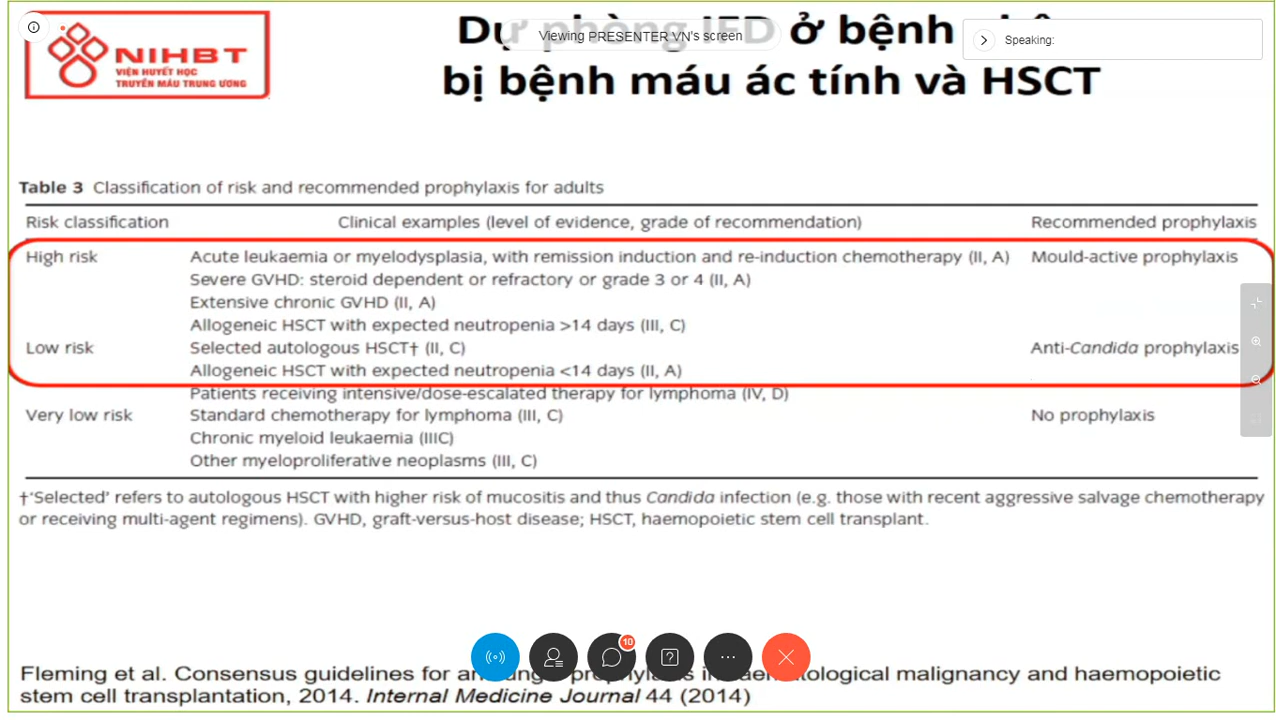 NIHBT
VIỆN HUYẾT HỌC
TRUYỀN MÁU TRUNG ƯƠNG
Dự phòng IFD ở bệnh
bị bệnh máu ác tính và HSCT
Viewing PRESENTER VN's screen
Speaking:
Table 3 Classification of risk and recommended prophylaxis for adults
Risk classification Clinical examples (level of evidence, grade of recommendation) Recommended prophylaxis
High risk Acute leukaemia or myelodysplasia, with remission induction and re-induction chemotherapy (II, A) Mould-active prophylaxis
Severe GVHD: steroid dependent or refractory or grade 3 or 4 (II, A)
Extensive chronic GVHD (II, A)
Allogeneic HSCT with expected neutropenia >14 days (III, C)
Low risk Selected autologous HSCT† (II, C) Anti-Candida prophylaxis
Allogeneic HSCT with expected neutropenia <14 days (II, A)
Patients receiving intensive/dose-escalated therapy for lymphoma (IV, D)
Very low risk Standard chemotherapy for lymphoma (III, C) No prophylaxis
Chronic myeloid leukaemia (IIIC)
Other myeloproliferative neoplasms (III, C)
†'Selected' refers to autologous HSCT with higher risk of mucositis and thus Candida infection (e.g. those with recent aggressive salvage chemotherapy
or receiving multi-agent regimens). GVHD, graft-versus-host disease; HSCT, haemopoietic stem cell transplant.
10
Fleming et al. Consensus guidelines for malignancy and haemopoietic
stem cell transplantation, 2014. Internal Medicine Journal 44 (2014)